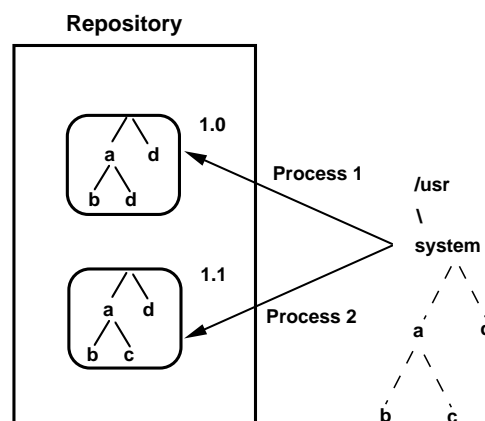 Repository
1.0
a d
b d
Process 1
/usr
\
system
1.1
a d
b c
Process 2
a
b c